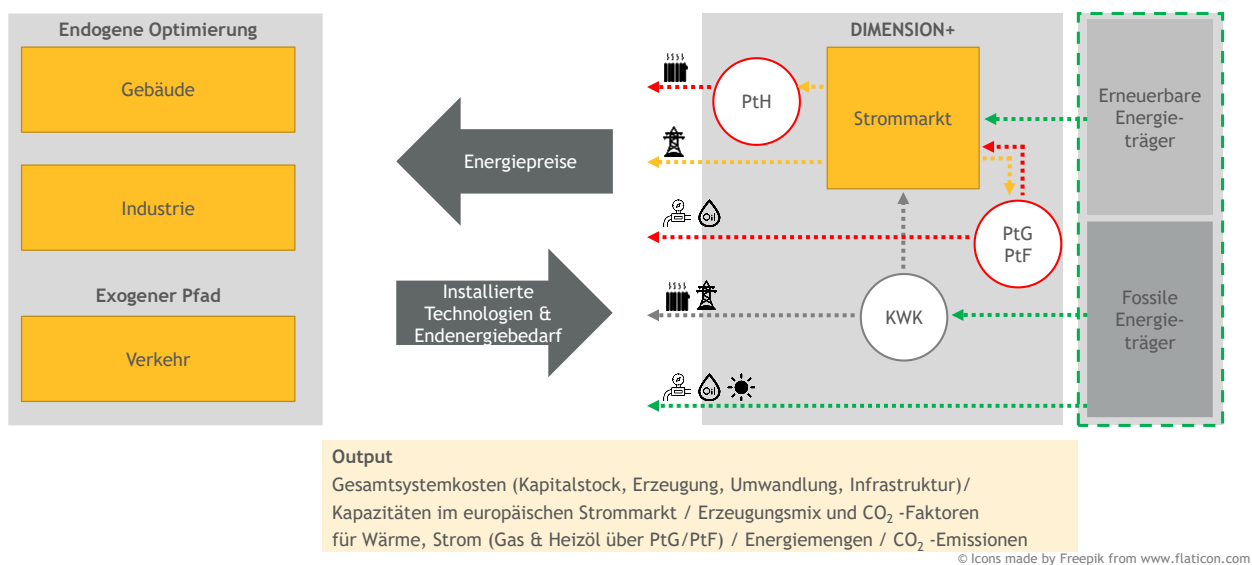 Endogene Optimierung
Gebäude
Industrie
Exogener Pfad
Verkehr
Energiepreise
Installierte
Technologien &
Endenergiebedarf
DIMENSION+
PtH
Strommarkt
PtG
PtF
KWK
Oil
Oil
Erneuerbare
Energie-
träger
Fossile
Energie-
träger
Output
Gesamtsystemkosten (Kapitalstock, Erzeugung, Umwandlung, Infrastruktur)/
Kapazitäten im europäischen Strommarkt / Erzeugungsmix und CO₂ -Faktoren
für Wärme, Strom (Gas & Heizöl über PtG/PtF) / Energiemengen / CO₂ -Emissionen
© Icons made by Freepik from www.flaticon.com